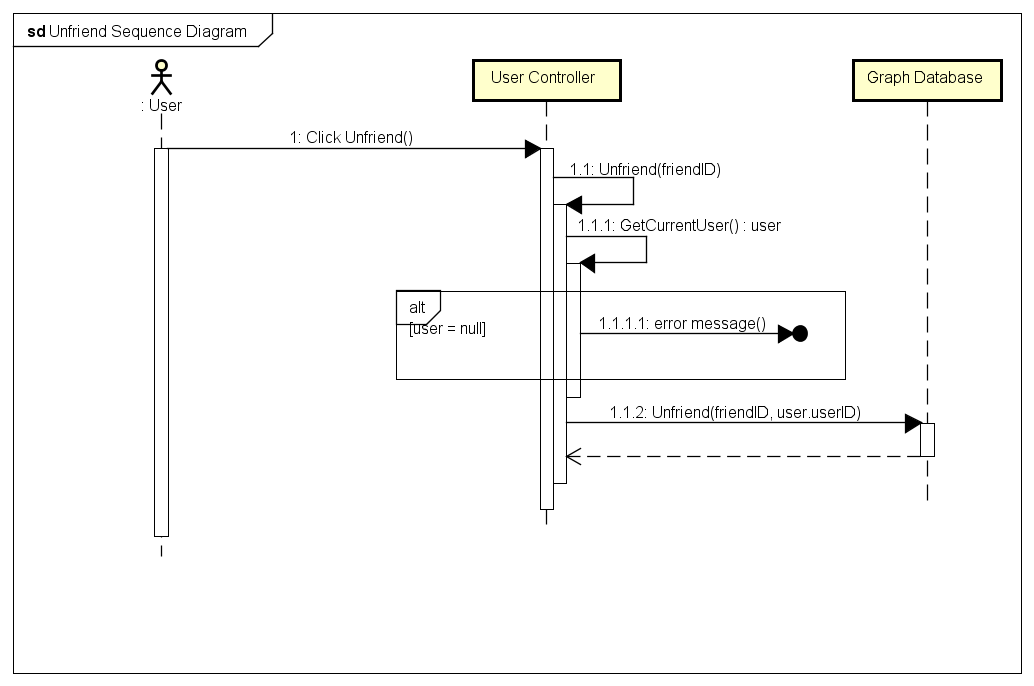 sd Unfriend Sequence Diagram
: User
User Controller
Graph Database
1: Click Unfriend()
1.1: Unfriend(friendID)
1.1.1: GetCurrentUser() : user
alt
[user = null]
1.1.1.1: error message()
1.1.2: Unfriend(friendID, user.userID)